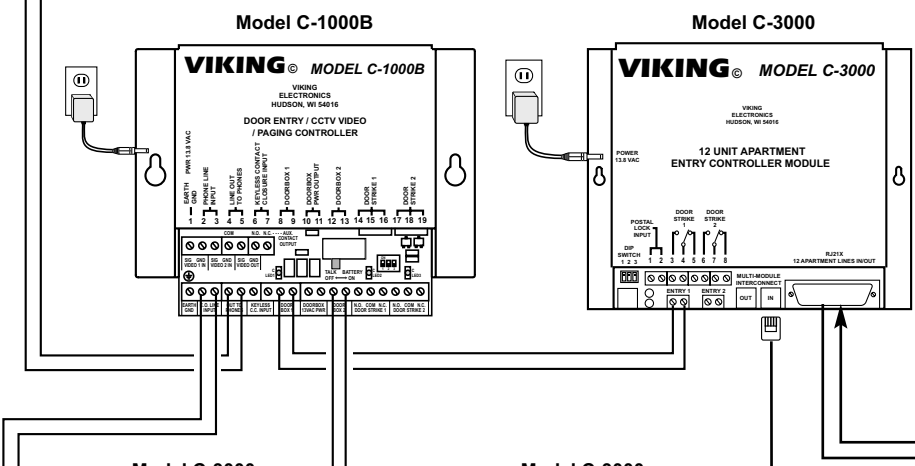 Model C-1000B
Model C-3000
VIKING© MODEL C-1000B
VIKING
ELECTRONICS
HUDSON, WI 54016
DOOR ENTRY / CCTV VIDEO
/ PAGING CONTROLLER
PWR 13.8 VAC
EARTH
GND
PHONE LINE
INPUT
LINE OUT
TO PHONES
KEYLESS CONTACT
CLOSURE INPUT
DOORBOX 1
DOORBOX
PWR OUTPUT
DOORBOX 2
DOOR
STRIKE 1
DOOR
STRIKE 2
1 2 3 4 5 6 7 8 9 10 11 12 13 14 15 16 17 18 19
COM N.O. N.C. ---- AUX.
CONTACT
OUTPUT
SIG GND SIG GND SIG GND
VIDEO 1 IN VIDEO 2 IN VIDEO OUT
TALK BATTERY
OFF ON
LED1
LED2
LED3
EARTH
GND
C.O. LINE
INPUT
OUT TO
PHONES
KEYLESS
C.C. INPUT
DOOR
BOX 1
DOORBOX
13VAC PWR
DOOR
BOX 2
N.O. COM N.C.
DOOR STRIKE 1
N.O. COM N.C.
DOOR STRIKE 2
VIKING© MODEL C-3000
VIKING
ELECTRONICS
HUDSON, WI 54016
POWER
13.8 VAC
12 UNIT APARTMENT
ENTRY CONTROLLER MODULE
POSTAL
LOCK
INPUT
DOOR
STRIKE
1
DOOR
STRIKE
2
DIP
SWITCH
1 2 3
1 2 3 4 5 6 7 8
RJ21X
12 APARTMENT LINES IN/OUT
MULTI-MODULE
INTERCONNECT
ENTRY 1 ENTRY 2
OUT IN